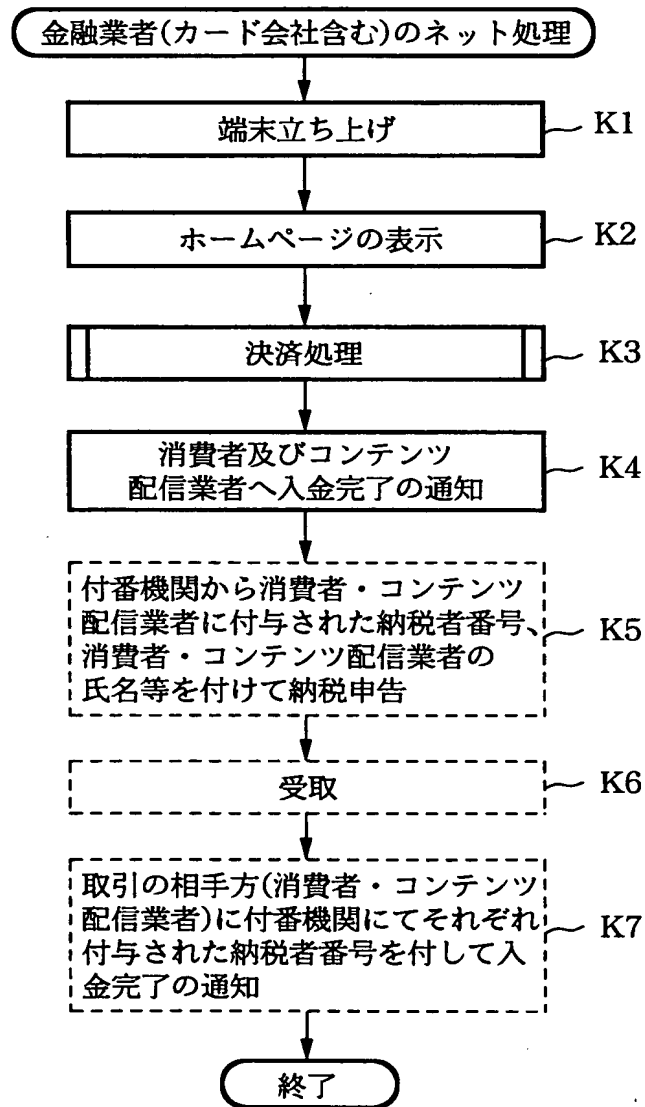 金融業者(カード会社含む)のネット処理
端末立ち上げ
K1
ホームページの表示
K2
決済処理
K3
消費者及びコンテンツ
配信業者へ入金完了の通知
K4
付番機関から消費者・コンテンツ
配信業者に付与された納税者番号、
消費者・コンテンツ配信業者の
氏名等を付けて納税申告
K5
受取
K6
取引の相手方(消費者・コンテンツ
配信業者)に付番機関にてそれぞれ
付与された納税者番号を付して入
金完了の通知
K7
終了